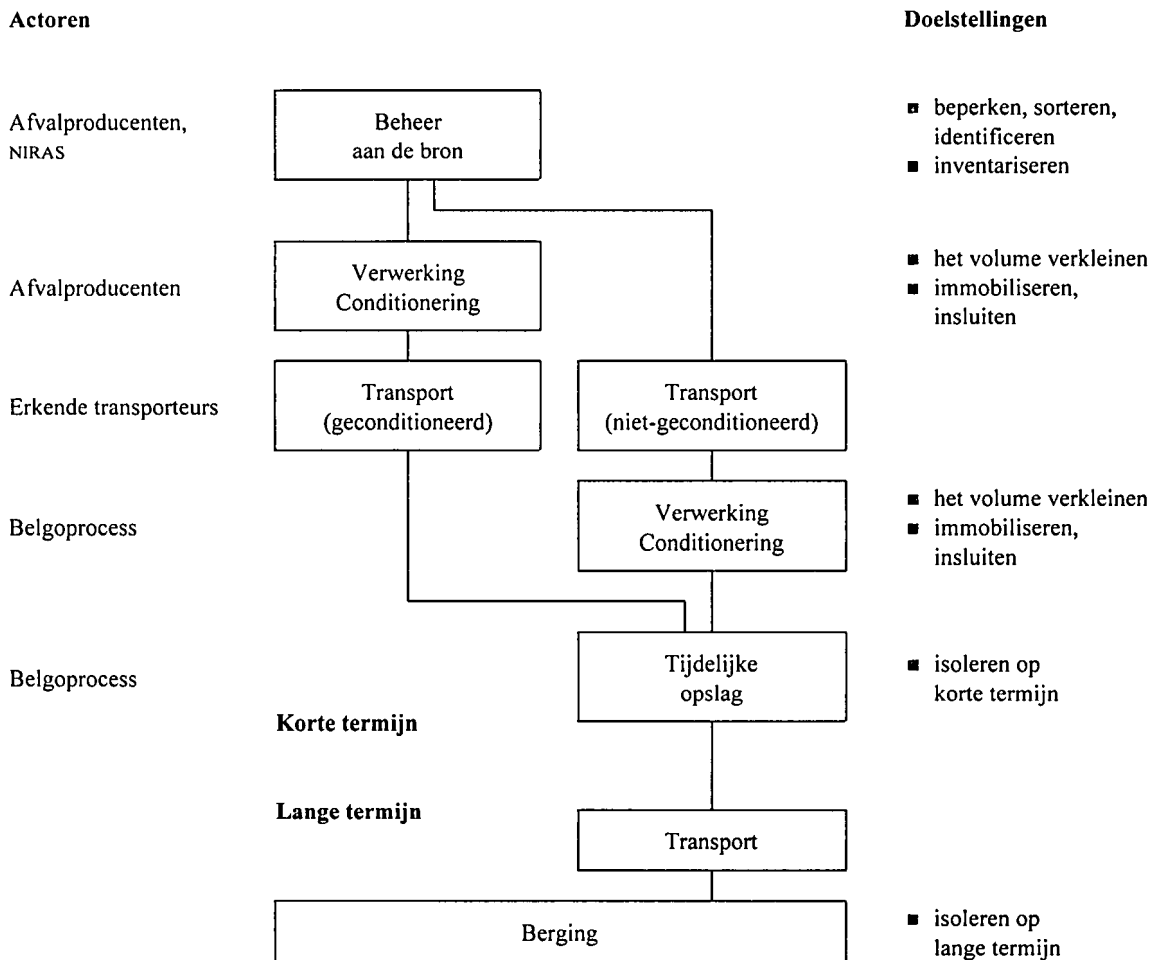 Actoren
Doelstellingen
Afvalproducenten,
NIRAS
Beheer
aan de bron
■ beperken, sorteren,
identificeren
■ inventariseren
Afvalproducenten
Verwerking
Conditionering
■ het volume verkleinen
■ immobiliseren,
insluiten
Erkende transporteurs
Transport
(geconditioneerd)
Transport
(niet-geconditioneerd)
Belgoprocess
Verwerking
Conditionering
■ het volume verkleinen
■ immobiliseren,
insluiten
Belgoprocess
Tijdelijke
opslag
■ isoleren op
korte termijn
Korte termijn
Lange termijn
Transport
Berging
■ isoleren op
lange termijn